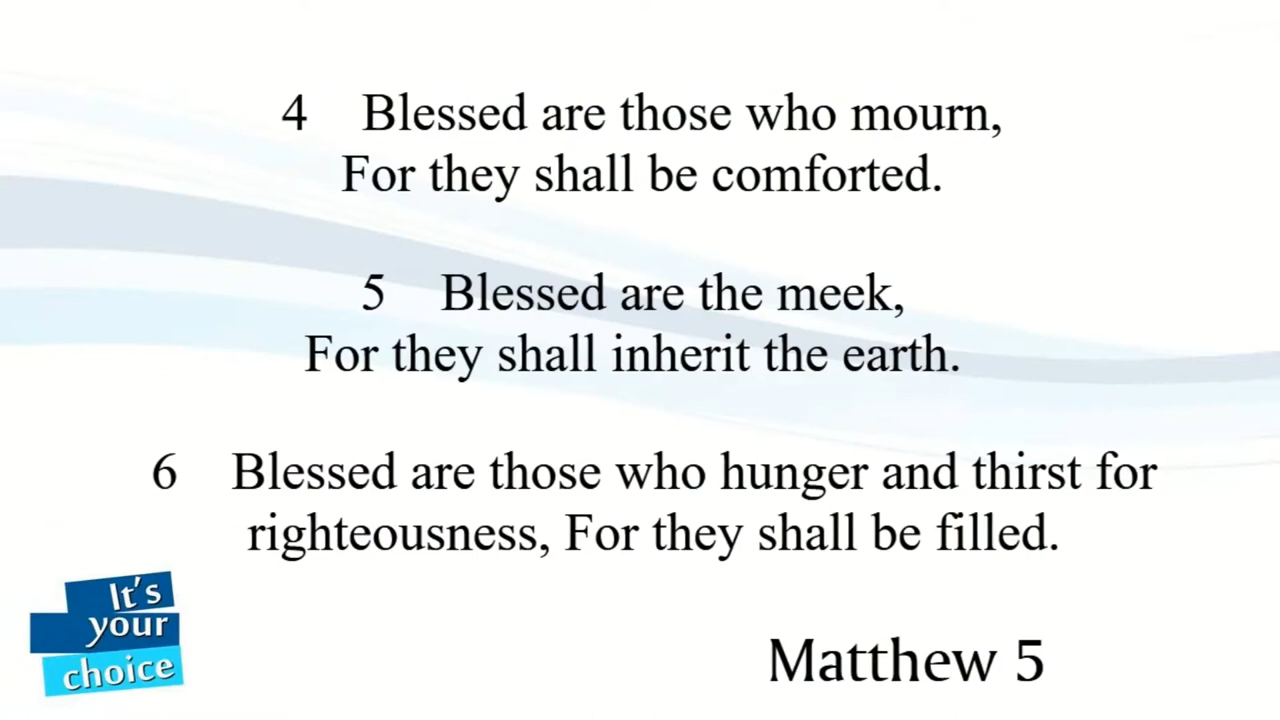 4 Blessed are those who mourn,
For they shall be comforted.
5 Blessed are the meek,
For they shall inherit the earth.
6 Blessed are those who hunger and thirst for
righteousness, For they shall be filled.
It's
your
choice
Matthew 5